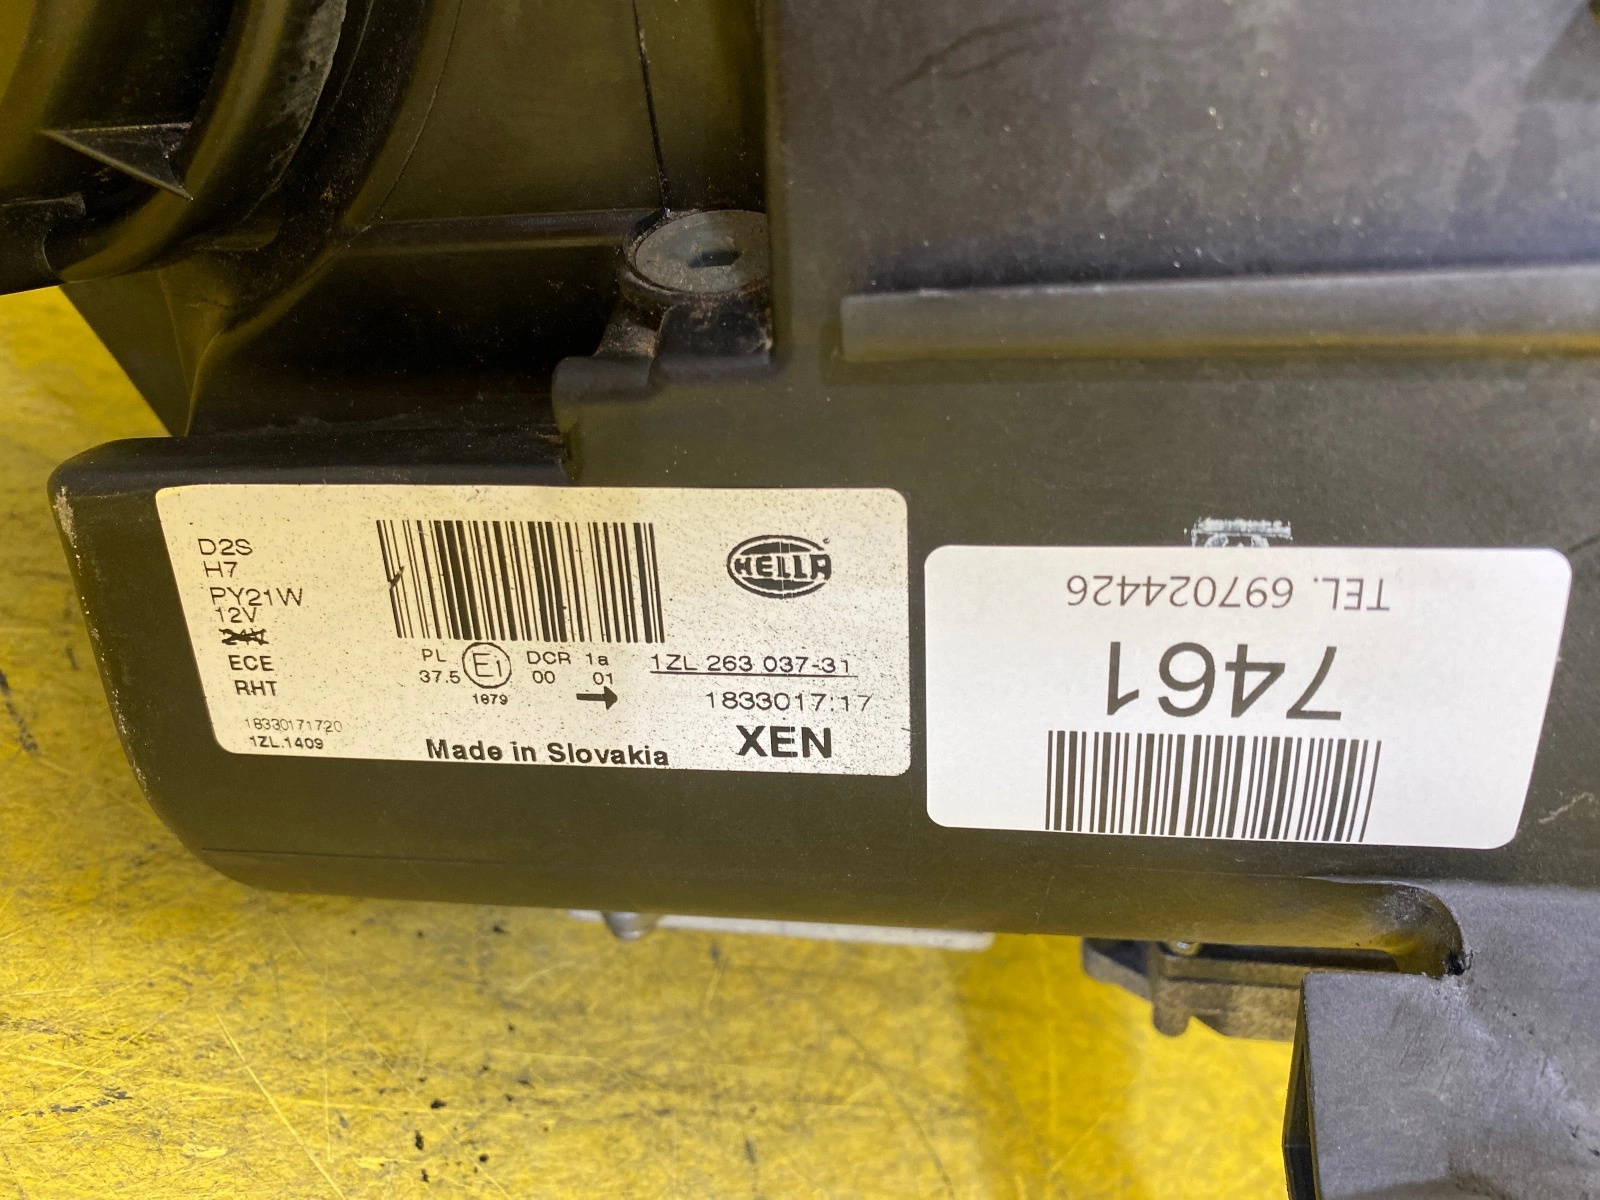 D2S
H7
PY21W
12V
24V
ECE
RHT
18330171720
1ZL.1409
PL
37.5
E1
1879
DCR 1a
00 01
Made in Slovakia
HELLA
1ZL 263 037-31
1833017:17
XEN
TEL. 697024426
7461